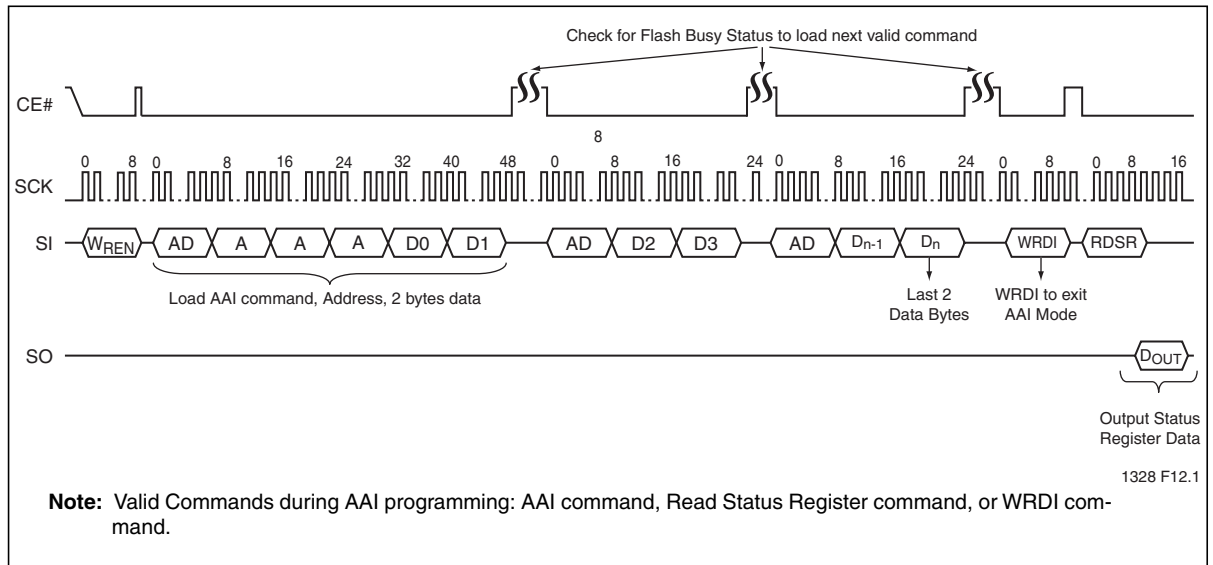 Check for Flash Busy Status to load next valid command
CE#
8
0 8 0 8 16 24 32 40 48 0 8 16 24 0 8 16 24 0 8 0 8 16
SCK
SI WREN AD A A A D0 D1 AD D2 D3 AD Dn-1 Dn WRDI RDSR
Load AAI command, Address, 2 bytes data
Last 2
Data Bytes
WRDI to exit
AAI Mode
SO DOUT
Output Status
Register Data
1328 F12.1
Note: Valid Commands during AAI programming: AAI command, Read Status Register command, or WRDI com-
mand.